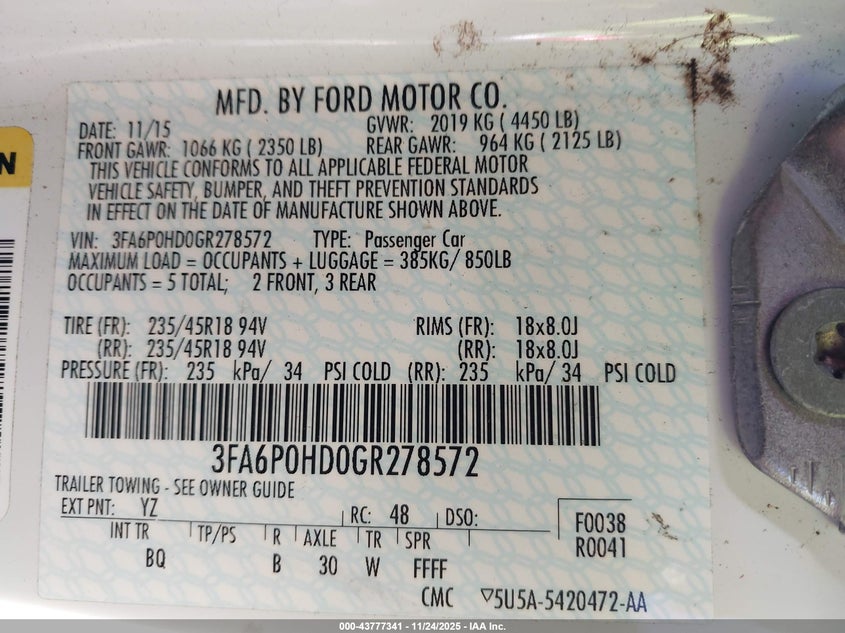 N
MFD. BY FORD MOTOR CO.
DATE: 11/15 GVWR: 2019 KG ( 4450 LB)
FRONT GAWR: 1066 KG ( 2350 LB) REAR GAWR: 964 KG ( 2125 LB)
THIS VEHICLE CONFORMS TO ALL APPLICABLE FEDERAL MOTOR
VEHICLE SAFETY, BUMPER, AND THEFT PREVENTION STANDARDS
IN EFFECT ON THE DATE OF MANUFACTURE SHOWN ABOVE.
VIN: 3FA6P0HD0GR278572 TYPE: Passenger Car
MAXIMUM LOAD = OCCUPANTS + LUGGAGE = 385KG/ 850LB
OCCUPANTS = 5 TOTAL; 2 FRONT, 3 REAR
TIRE (FR): 235/45R18 94V RIMS (FR): 18x8.0J
(RR): 235/45R18 94V (RR): 18x8.0J
PRESSURE (FR): 235 kPa/ 34 PSI COLD (RR): 235 kPa/ 34 PSI COLD
3FA6P0HD0GR278572
TRAILER TOWING - SEE OWNER GUIDE
EXT PNT: YZ RC: 48 DSO: F0038
INT TR TP/PS R AXLE TR SPR R0041
BQ B 30 W FFFF
CMC 5U5A-5420472-AA
000-43777341 - 11/24/2025 - IAA Inc.